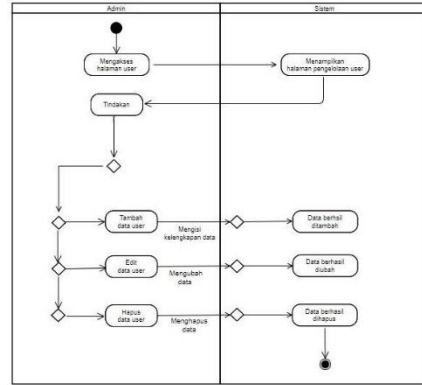 Admin
Sistem
Mengakses
halaman user
Menampilkan
halaman pengelolaan user
Tindakan
Tambah
data user
Mengisi
kelengkapan data
Data berhsil
ditambah
Edit
data user
Mengubah
data
Data berhasil
diubah
Hapus
data user
Menghapus
data
Data berhasil
dihapus